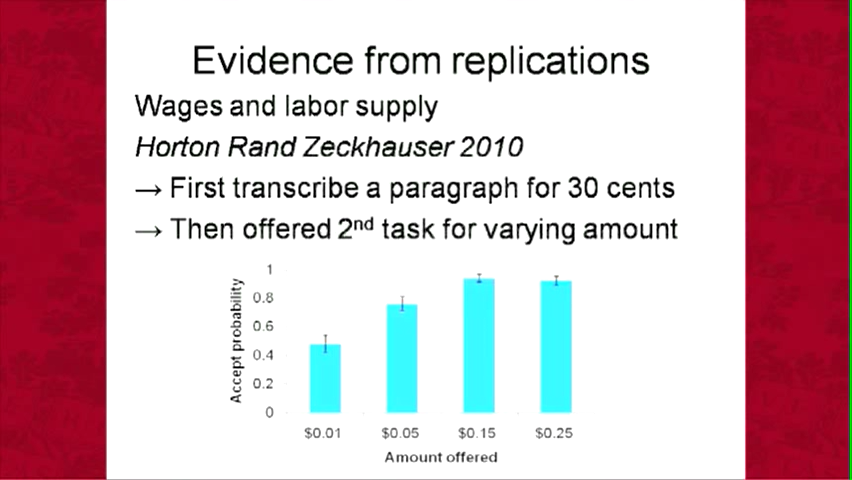 Evidence from replications
Wages and labor supply
Horton Rand Zeckhauser 2010
→ First transcribe a paragraph for 30 cents
→ Then offered 2nd task for varying amount
Accept probability
1
0.8
0.6
0.4
0.2
0
$0.01 $0.05 $0.15 $0.25
Amount offered